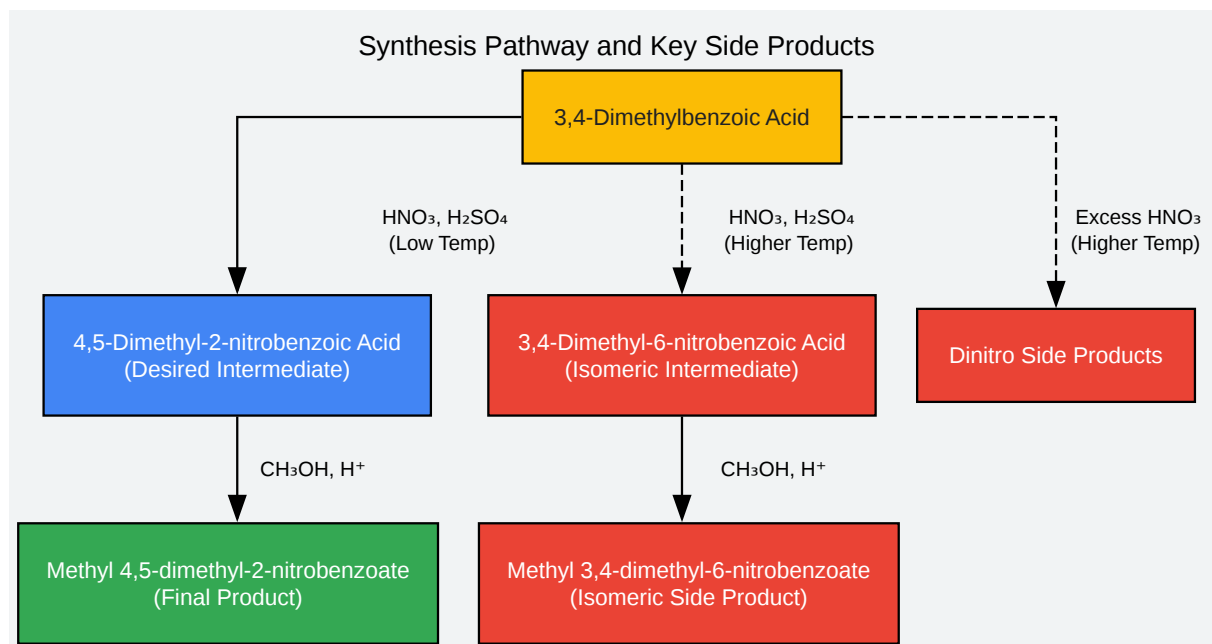 Synthesis Pathway and Key Side Products
3,4-Dimethylbenzoic Acid
HNO₃, H₂SO₄
(Low Temp)
HNO₃, H₂SO₄
(Higher Temp)
Excess HNO₃
(Higher Temp)
4,5-Dimethyl-2-nitrobenzoic Acid
(Desired Intermediate)
3,4-Dimethyl-6-nitrobenzoic Acid
(Isomeric Intermediate)
Dinitro Side Products
CH₃OH, H⁺
CH₃OH, H⁺
Methyl 4,5-dimethyl-2-nitrobenzoate
(Final Product)
Methyl 3,4-dimethyl-6-nitrobenzoate
(Isomeric Side Product)